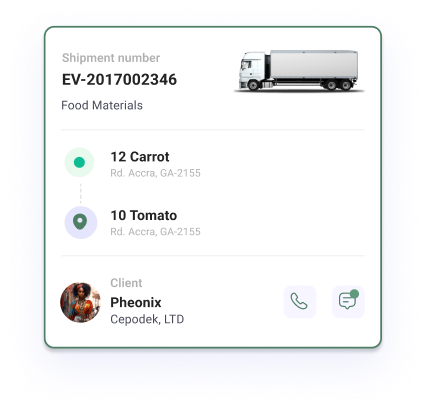 Shipment number
EV-2017002346
Food Materials
12 Carrot
Rd. Accra, GA-2155
10 Tomato
Rd. Accra, GA-2155
Client
Pheonix
Cepodek, LTD